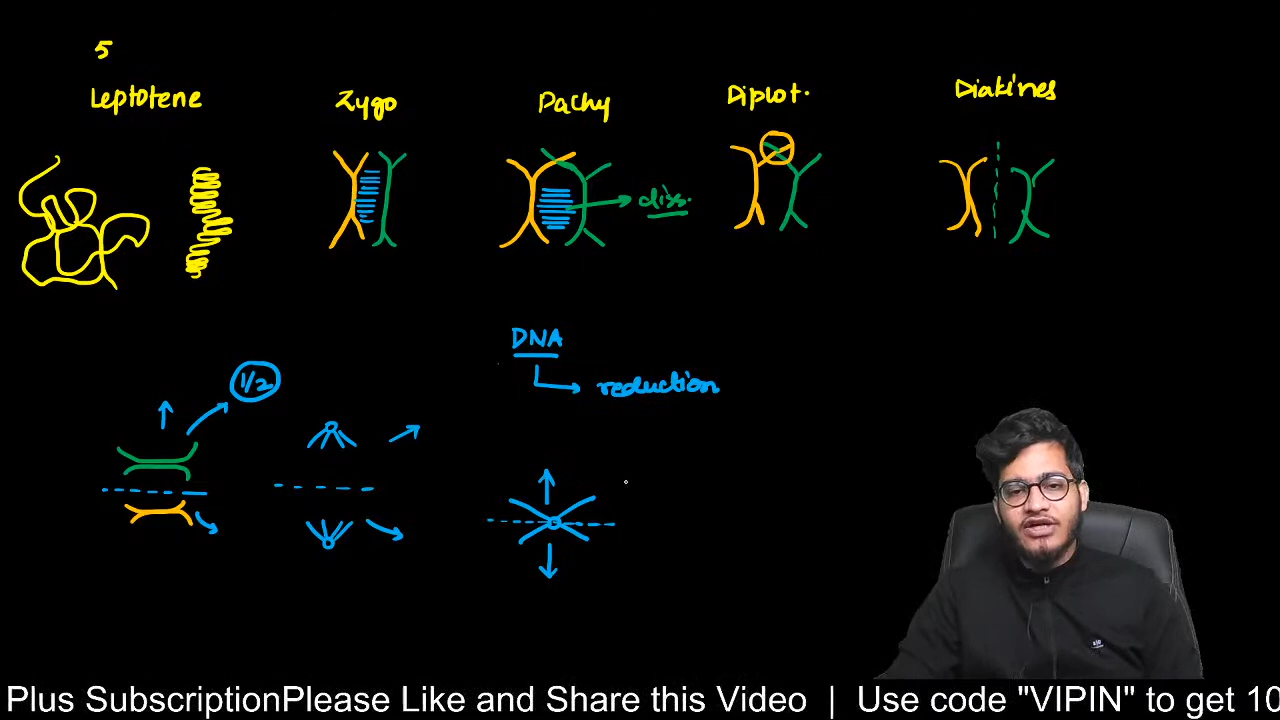 5
Leptotene
Zygo
Pachy
Diplot.
Diakines
diss.
DNA
reduction
1/2
Plus SubscriptionPlease Like and Share this Video | Use code "VIPIN" to get 10